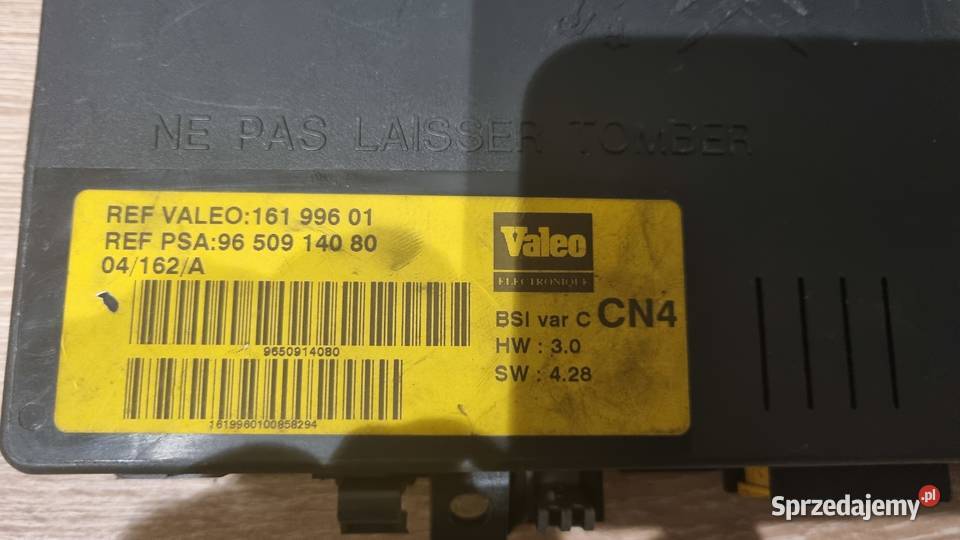 NE PAS LAISSER TOMBER
REF VALEO:161 996 01
REF PSA:96 509 140 80
04/162/A
9650914080
1619960100858294
Valeo
ELECTRONIQUE
BSI var C CN4
HW : 3.0
SW : 4.28
Sprzedajemy.pl